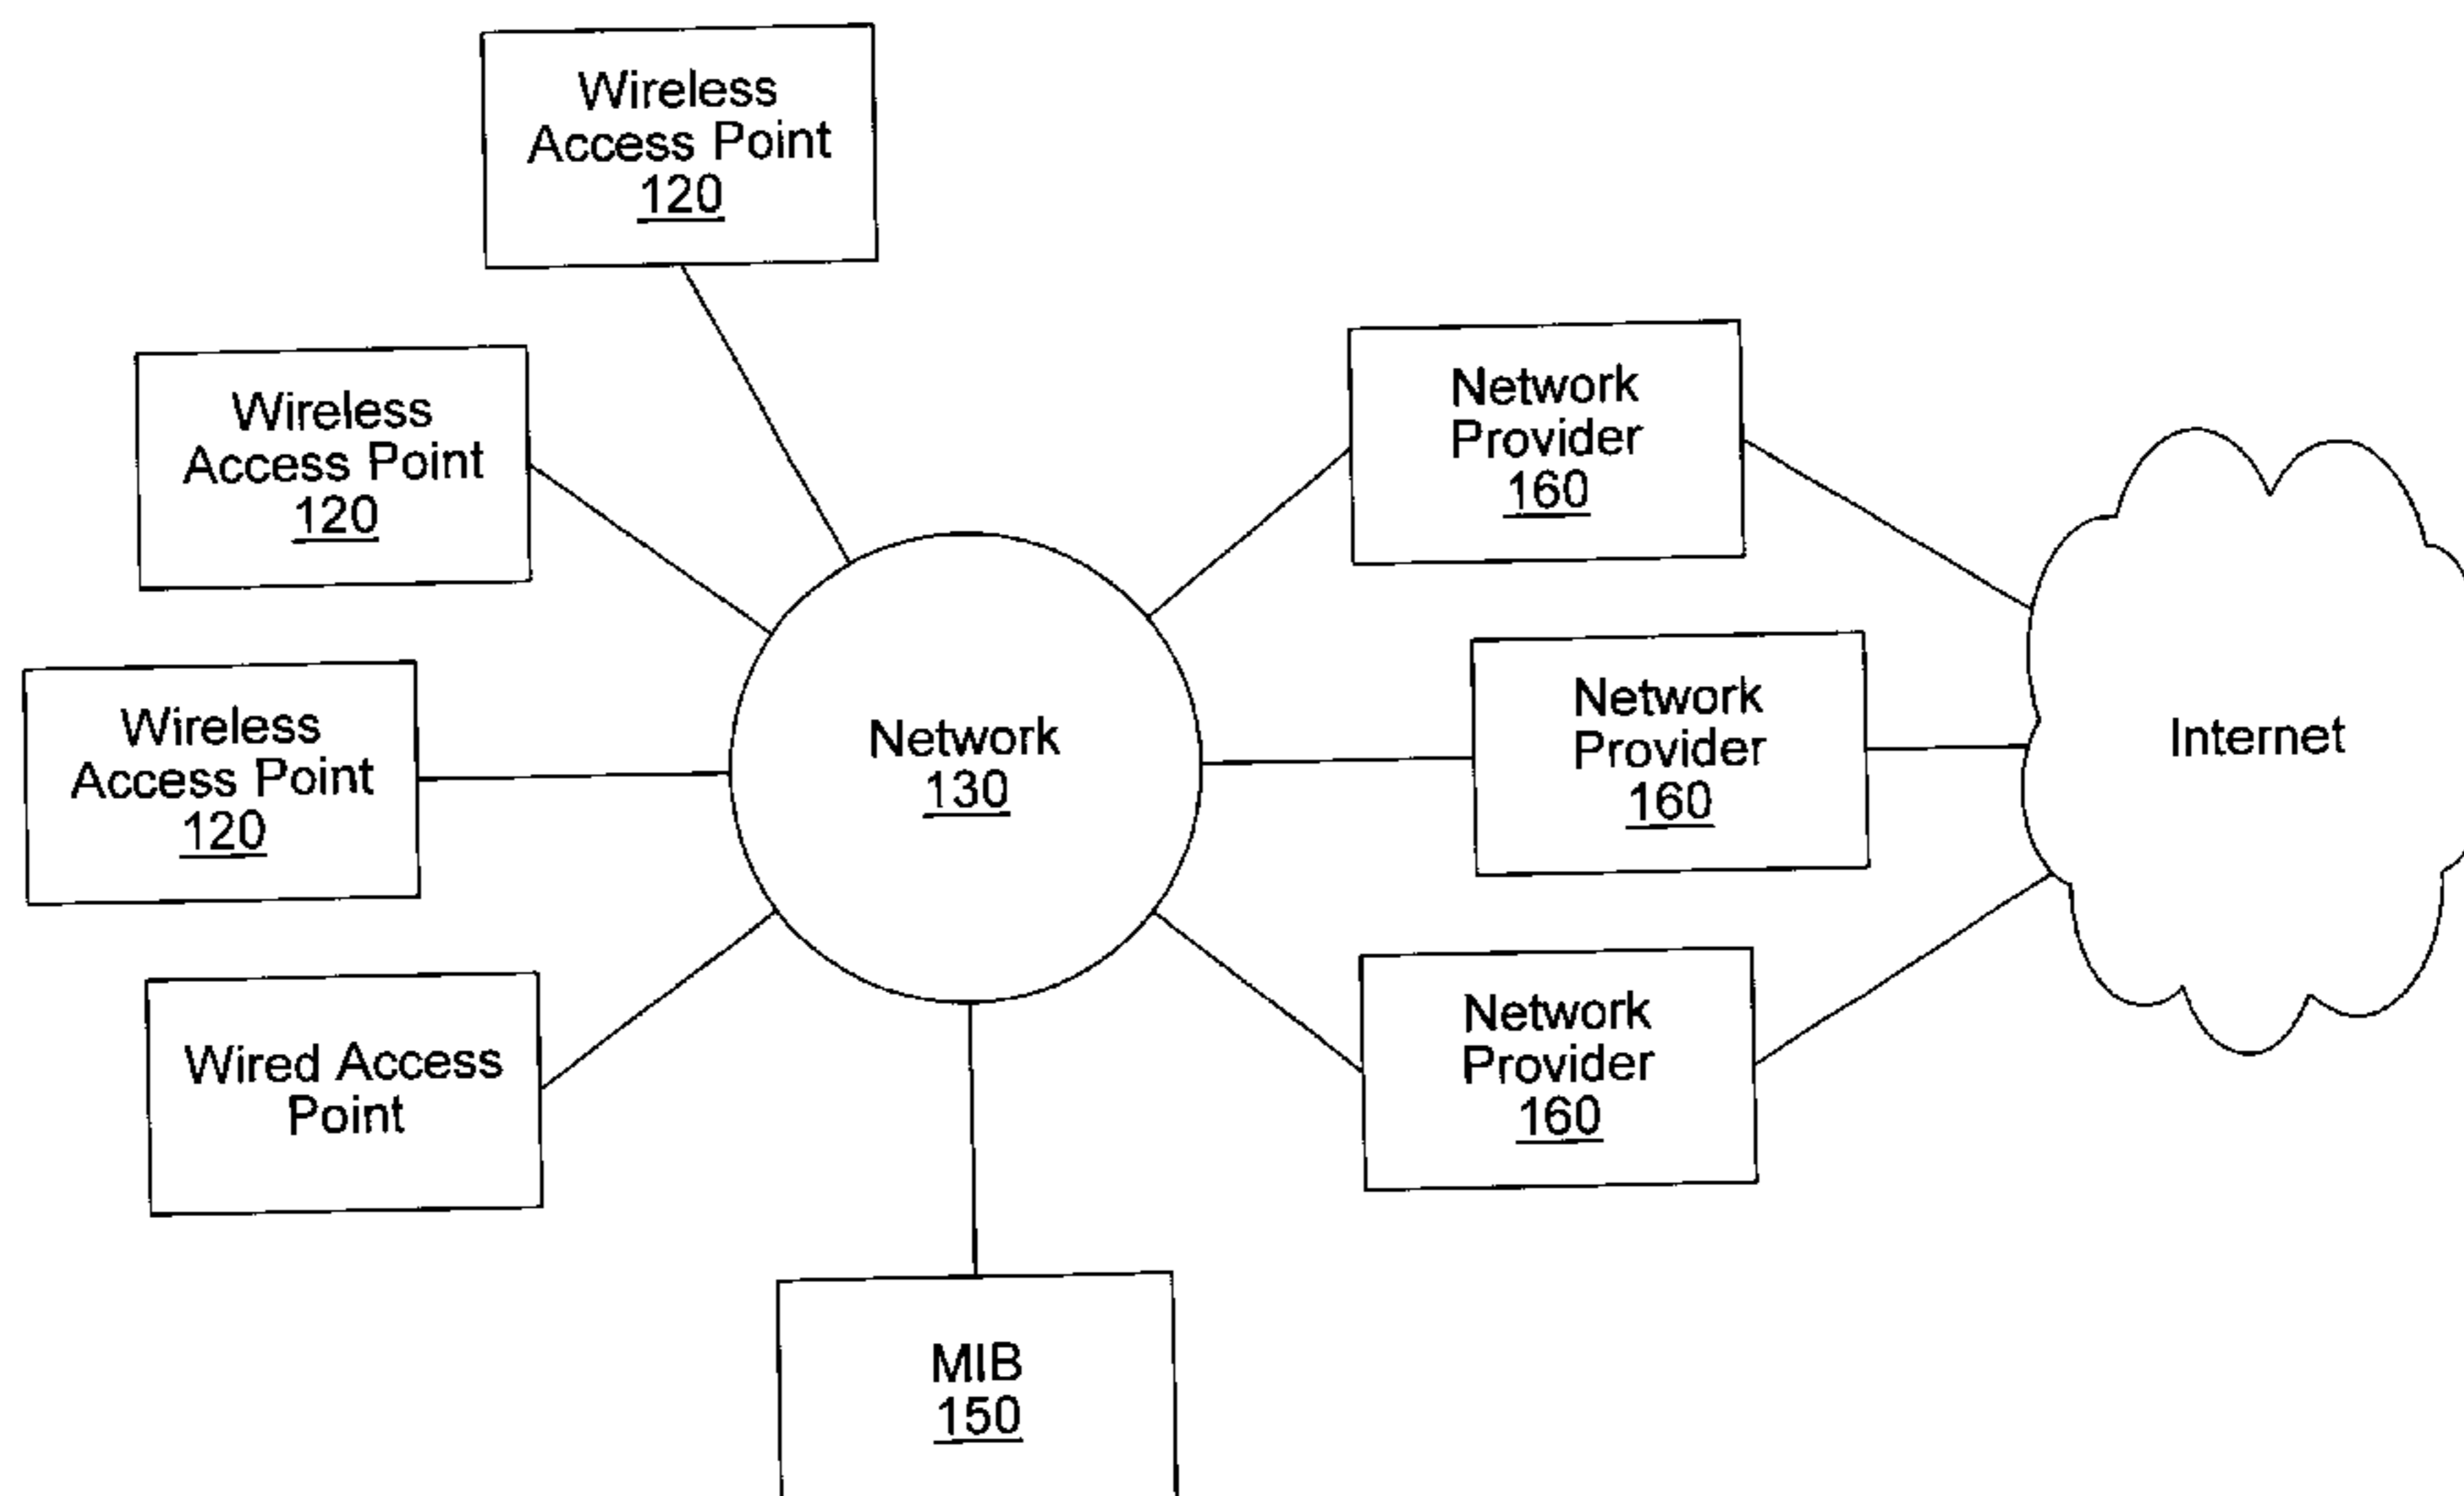 Wireless
Access Point
120
Wireless
Access Point
120
Wireless
Access Point
120
Wired Access
Point
Network
130
MIB
150
Network
Provider
160
Network
Provider
160
Network
Provider
160
Internet